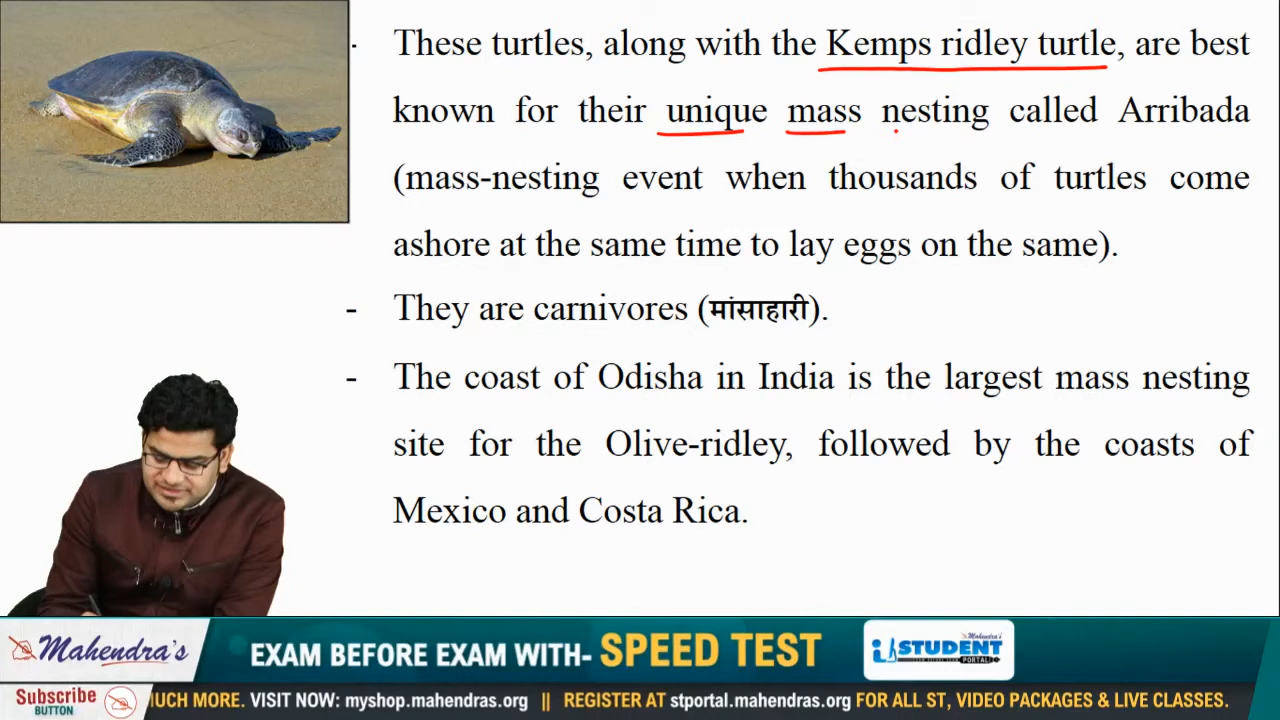 - These turtles, along with the Kemps ridley turtle, are best
known for their unique mass nesting called Arribada
(mass-nesting event when thousands of turtles come
ashore at the same time to lay eggs on the same).
- They are carnivores (मांसाहारी).
- The coast of Odisha in India is the largest mass nesting
site for the Olive-ridley, followed by the coasts of
Mexico and Costa Rica.
Mahendra's
EXAM BEFORE EXAM WITH- SPEED TEST
Mahendra's
iSTUDENT
PORTAL
Subscribe
BUTTON
MUCH MORE. VISIT NOW: myshop.mahendras.org || REGISTER AT stportal.mahendras.org FOR ALL ST, VIDEO PACKAGES & LIVE CLASSES.